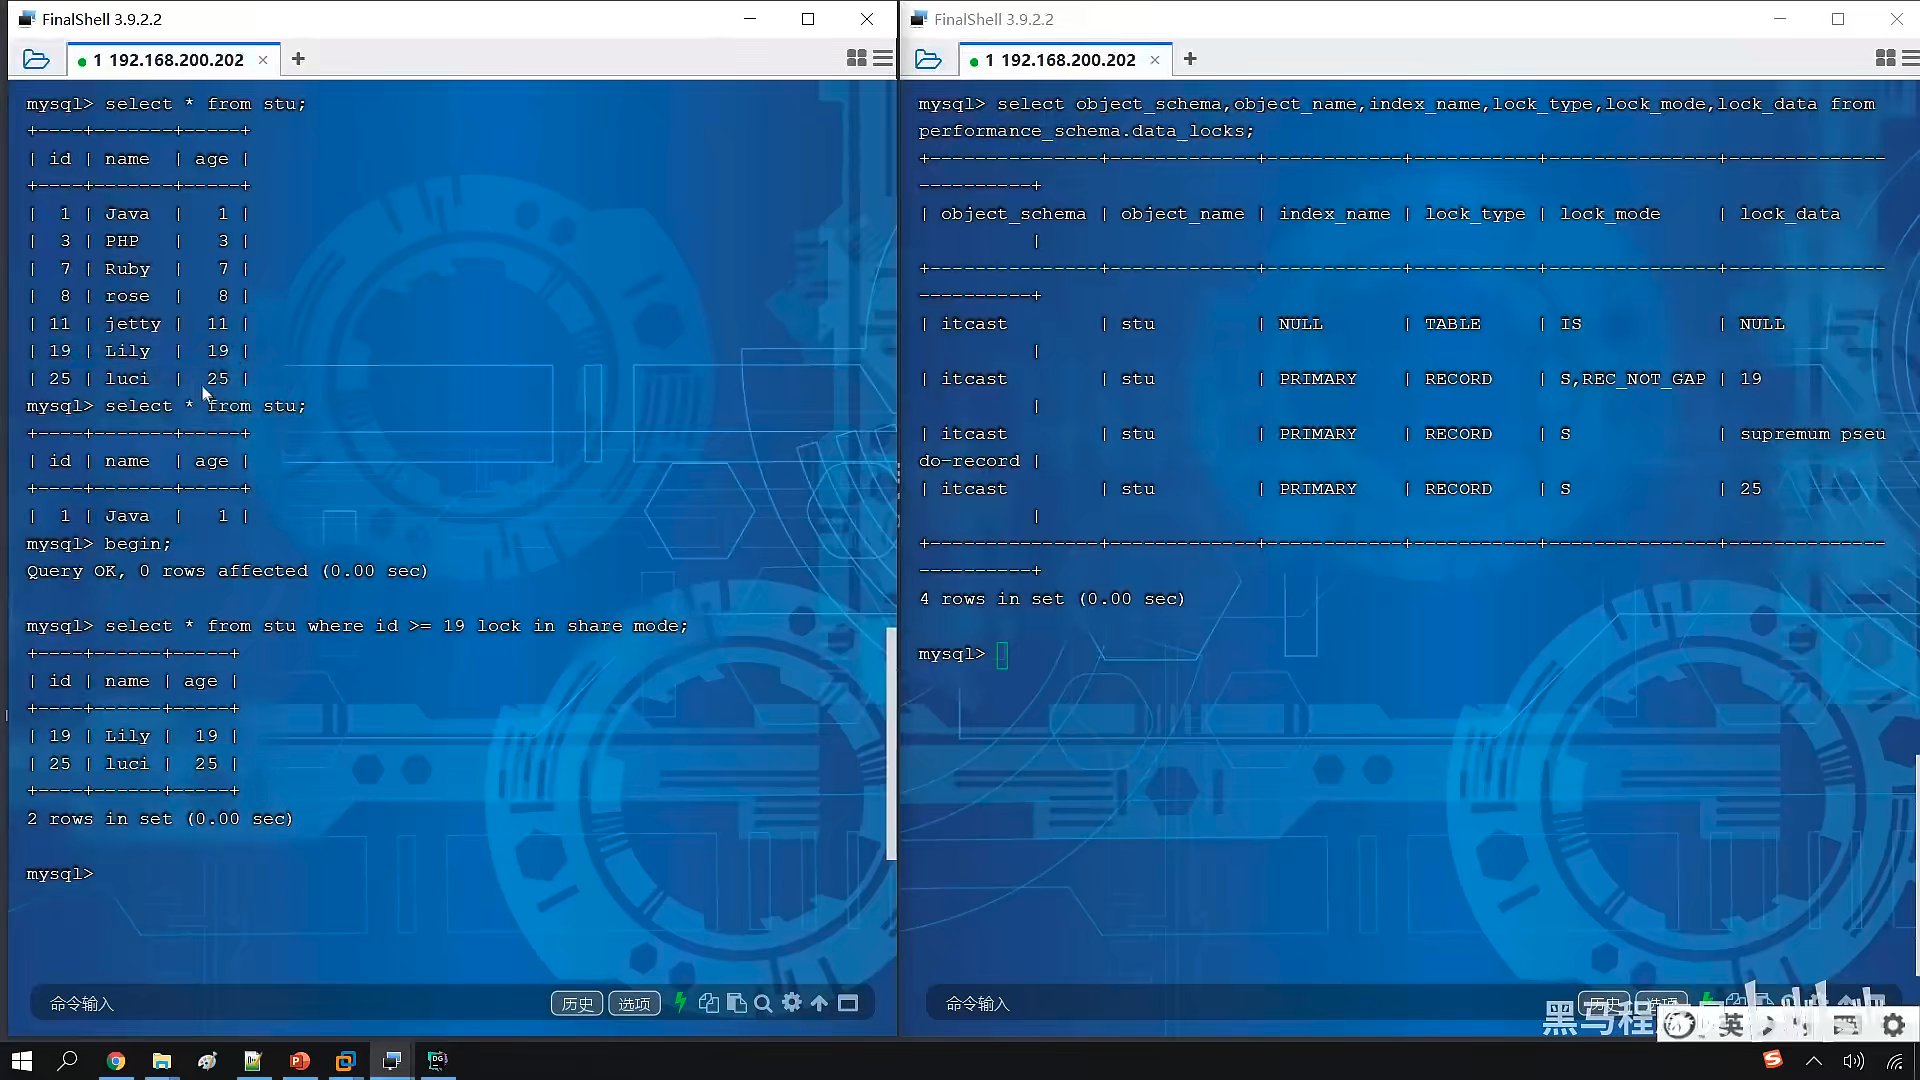 FinalShell 3.9.2.2
1 192.168.200.202
mysql> select * from stu;
+----+-------+-----+
| id | name  | age |
+----+-------+-----+
|  1 | Java  |   1 |
|  3 | PHP   |   3 |
|  7 | Ruby  |   7 |
|  8 | rose  |   8 |
| 11 | jetty |  11 |
| 19 | Lily  |  19 |
| 25 | luci  |  25 |
mysql> select * from stu;
+----+-------+-----+
| id | name  | age |
+----+-------+-----+
|  1 | Java  |   1 |
mysql> begin;
Query OK, 0 rows affected (0.00 sec)
mysql> select * from stu where id >= 19 lock in share mode;
+----+------+-----+
| id | name | age |
+----+------+-----+
| 19 | Lily |  19 |
| 25 | luci |  25 |
+----+------+-----+
2 rows in set (0.00 sec)
mysql>
命令输入
历史
选项
FinalShell 3.9.2.2
1 192.168.200.202
mysql> select object_schema,object_name,index_name,lock_type,lock_mode,lock_data from
performance_schema.data_locks;
+---------------+-------------+------------+-----------+---------------+--------------
----------+
| object_schema | object_name | index_name | lock_type | lock_mode     | lock_data
          |
+---------------+-------------+------------+-----------+---------------+--------------
----------+
| itcast        | stu         | NULL       | TABLE     | IS            | NULL
          |
| itcast        | stu         | PRIMARY    | RECORD    | S,REC_NOT_GAP | 19
          |
| itcast        | stu         | PRIMARY    | RECORD    | S             | supremum pseu
do-record |
| itcast        | stu         | PRIMARY    | RECORD    | S             | 25
          |
+---------------+-------------+------------+-----------+---------------+--------------
----------+
4 rows in set (0.00 sec)
mysql>
命令输入
历史
选项
黑马程
英